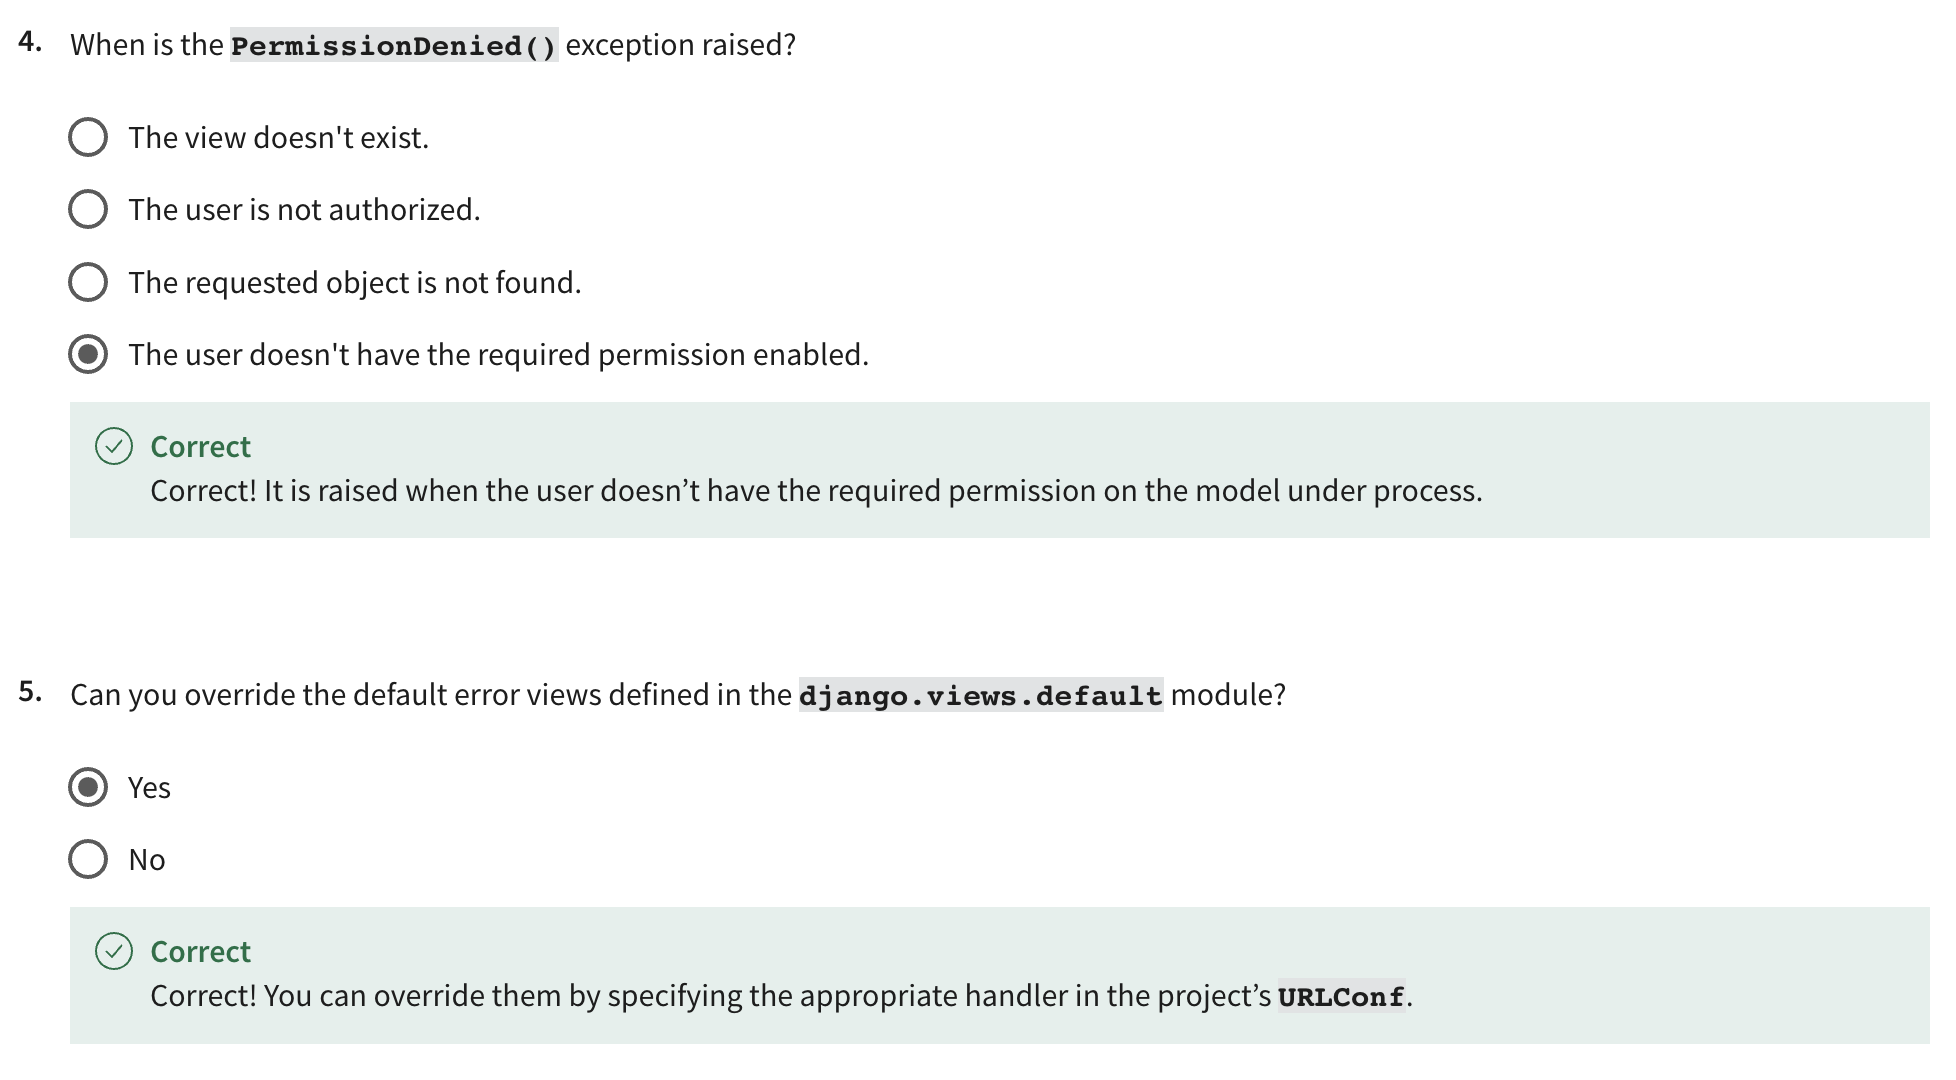 4. When is the PermissionDenied() exception raised?
The view doesn't exist.
The user is not authorized.
The requested object is not found.
The user doesn't have the required permission enabled.
Correct
Correct! It is raised when the user doesn’t have the required permission on the model under process.
5. Can you override the default error views defined in the django.views.default module?
Yes
No
Correct
Correct! You can override them by specifying the appropriate handler in the project’s URLConf.